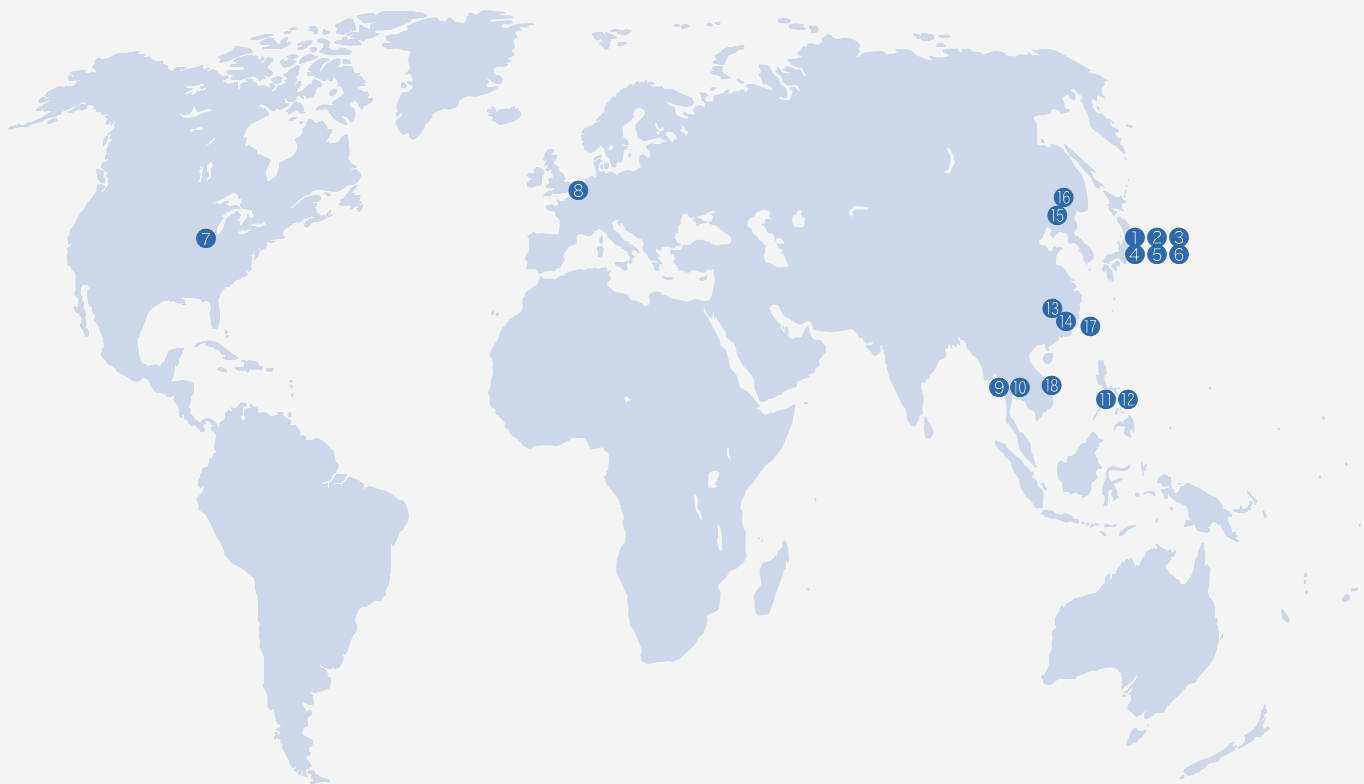 ⑧
⑯
⑮
⑦
① ② ③
④ ⑤ ⑥
⑬
⑭ ⑰
⑨ ⑩ ⑱
⑪ ⑫